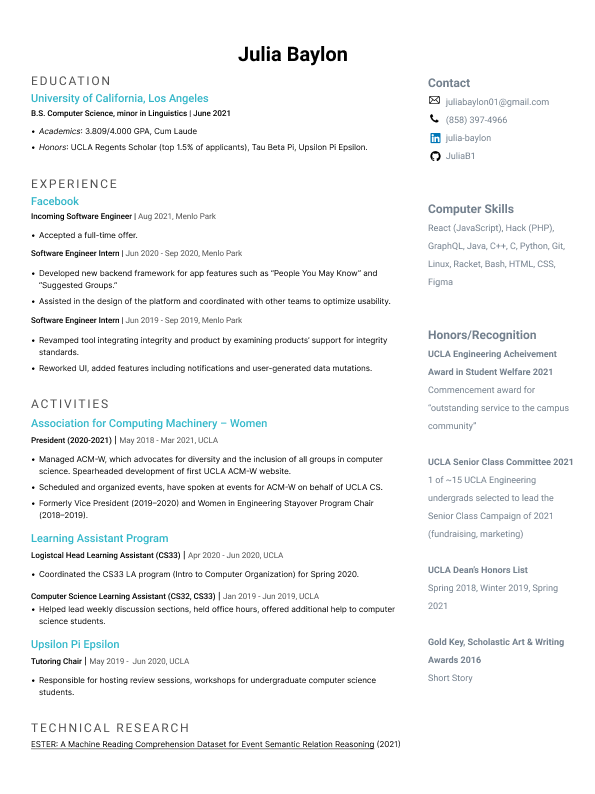 Julia Baylon
EDUCATION
University of California, Los Angeles
B.S. Computer Science, minor in Linguistics | June 2021
• Academics: 3.809/4.000 GPA, Cum Laude
• Honors: UCLA Regents Scholar (top 1.5% of applicants), Tau Beta Pi, Upsilon Pi Epsilon.
EXPERIENCE
Facebook
Incoming Software Engineer | Aug 2021, Menlo Park
• Accepted a full-time offer.
Software Engineer Intern | Jun 2020 - Sep 2020, Menlo Park
• Developed new backend framework for app features such as “People You May Know” and
“Suggested Groups.”
• Assisted in the design of the platform and coordinated with other teams to optimize usability.
Software Engineer Intern | Jun 2019 - Sep 2019, Menlo Park
• Revamped tool integrating integrity and product by examining products’ support for integrity
standards.
• Reworked UI, added features including notifications and user-generated data mutations.
ACTIVITIES
Association for Computing Machinery – Women
President (2020-2021) | May 2018 - Mar 2021, UCLA
• Managed ACM-W, which advocates for diversity and the inclusion of all groups in computer
science. Spearheaded development of first UCLA ACM-W website.
• Scheduled and organized events, have spoken at events for ACM-W on behalf of UCLA CS.
• Formerly Vice President (2019–2020) and Women in Engineering Stayover Program Chair
(2018–2019).
Learning Assistant Program
Logistcal Head Learning Assistant (CS33) | Apr 2020 - Jun 2020, UCLA
• Coordinated the CS33 LA program (Intro to Computer Organization) for Spring 2020.
Computer Science Learning Assistant (CS32, CS33) | Jan 2019 - Jun 2019, UCLA
• Helped lead weekly discussion sections, held office hours, offered additional help to computer
science students.
Upsilon Pi Epsilon
Tutoring Chair | May 2019 - Jun 2020, UCLA
• Responsible for hosting review sessions, workshops for undergraduate computer science
students.
TECHNICAL RESEARCH
ESTER: A Machine Reading Comprehension Dataset for Event Semantic Relation Reasoning (2021)
Contact
juliabaylon01@gmail.com
(858) 397-4966
in julia-baylon
JuliaB1
Computer Skills
React (JavaScript), Hack (PHP),
GraphQL, Java, C++, C, Python, Git,
Linux, Racket, Bash, HTML, CSS,
Figma
Honors/Recognition
UCLA Engineering Acheivement
Award in Student Welfare 2021
Commencement award for
“outstanding service to the campus
community”
UCLA Senior Class Committee 2021
1 of ~15 UCLA Engineering
undergrads selected to lead the
Senior Class Campaign of 2021
(fundraising, marketing)
UCLA Dean’s Honors List
Spring 2018, Winter 2019, Spring
2021
Gold Key, Scholastic Art & Writing
Awards 2016
Short Story